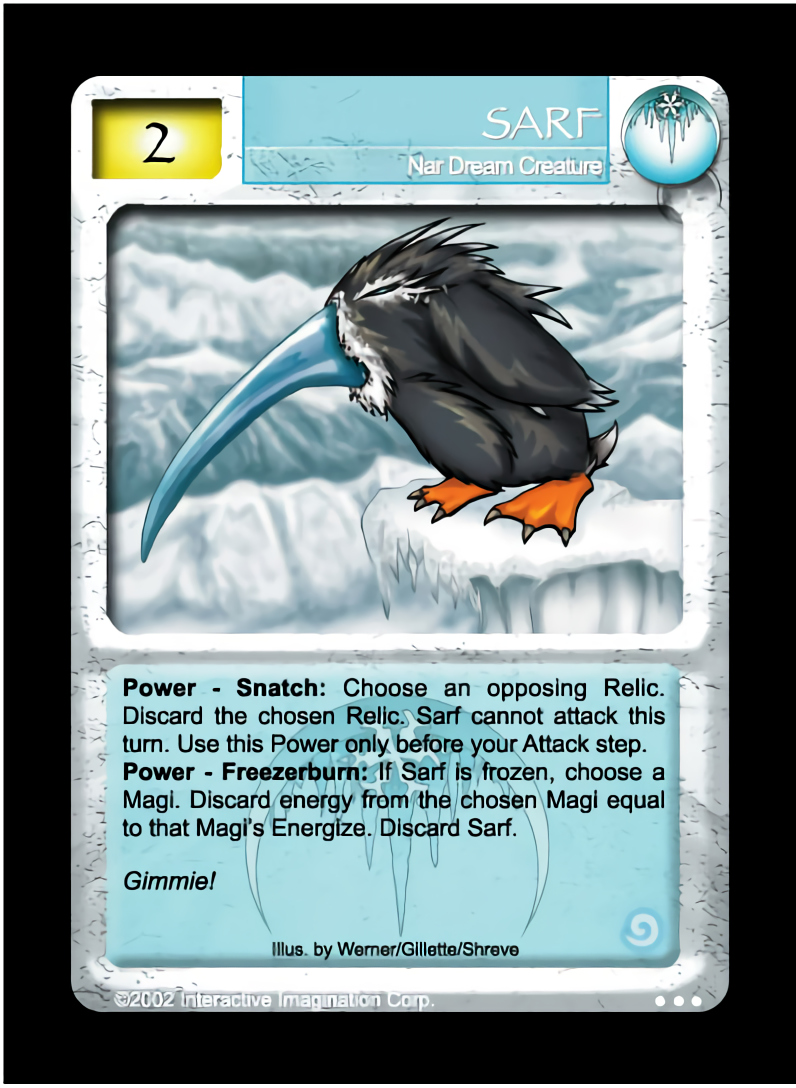 2
SARF
Nar Dream Creature
Power - Snatch: Choose an opposing Relic.
Discard the chosen Relic. Sarf cannot attack this
turn. Use this Power only before your Attack step.
Power - Freezerburn: If Sarf is frozen, choose a
Magi. Discard energy from the chosen Magi equal
to that Magi's Energize. Discard Sarf.
Gimmie!
Illus. by Werner/Gillette/Shreve
©2002 Interactive Imagination Corp.